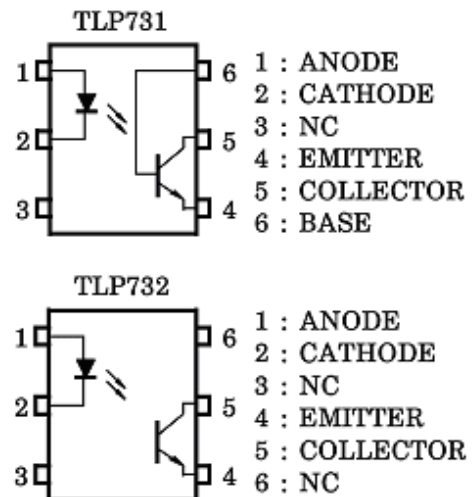 TLP731
1
2
3
6
5
4
1 : ANODE
2 : CATHODE
3 : NC
4 : EMITTER
5 : COLLECTOR
6 : BASE
TLP732
1
2
3
6
5
4
1 : ANODE
2 : CATHODE
3 : NC
4 : EMITTER
5 : COLLECTOR
6 : NC